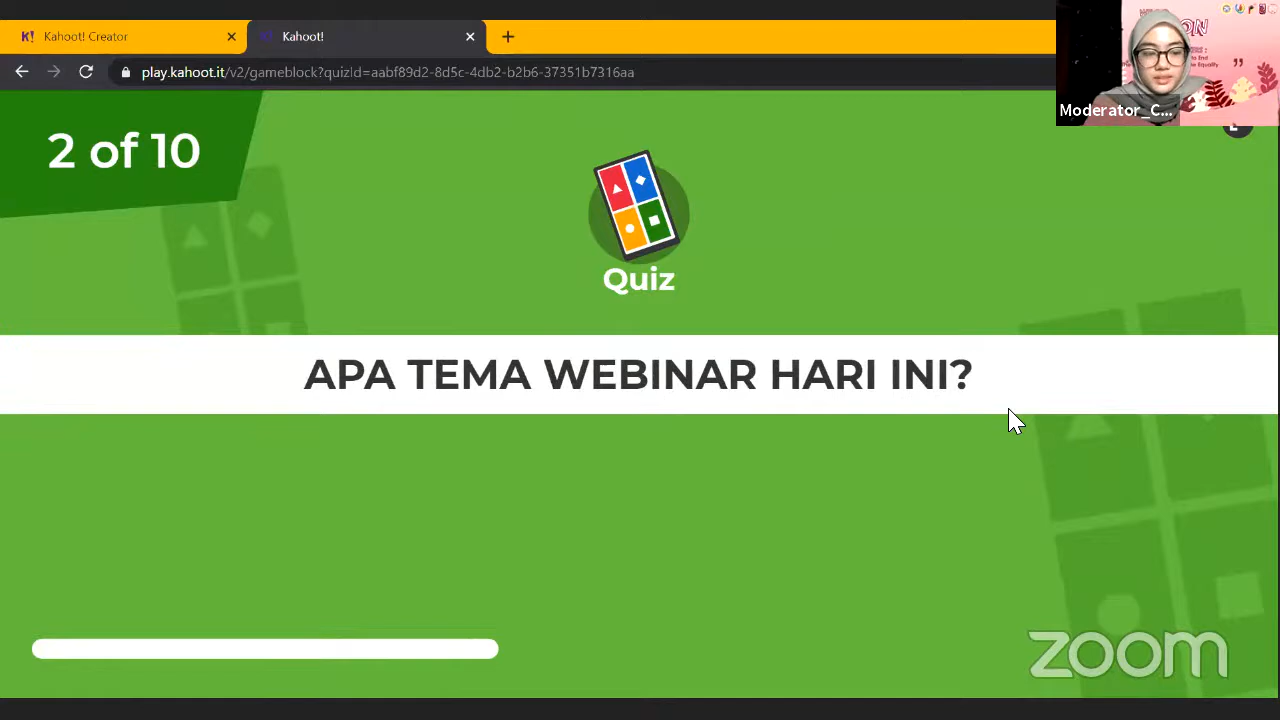 Kahoot! Creator
Kahoot!
play.kahoot.it/v2/gameblock?quizId=aabf89d2-8d5c-4db2-b2b6-37351b7316aa
Moderator_C...
2 of 10
Quiz
APA TEMA WEBINAR HARI INI?
zoom